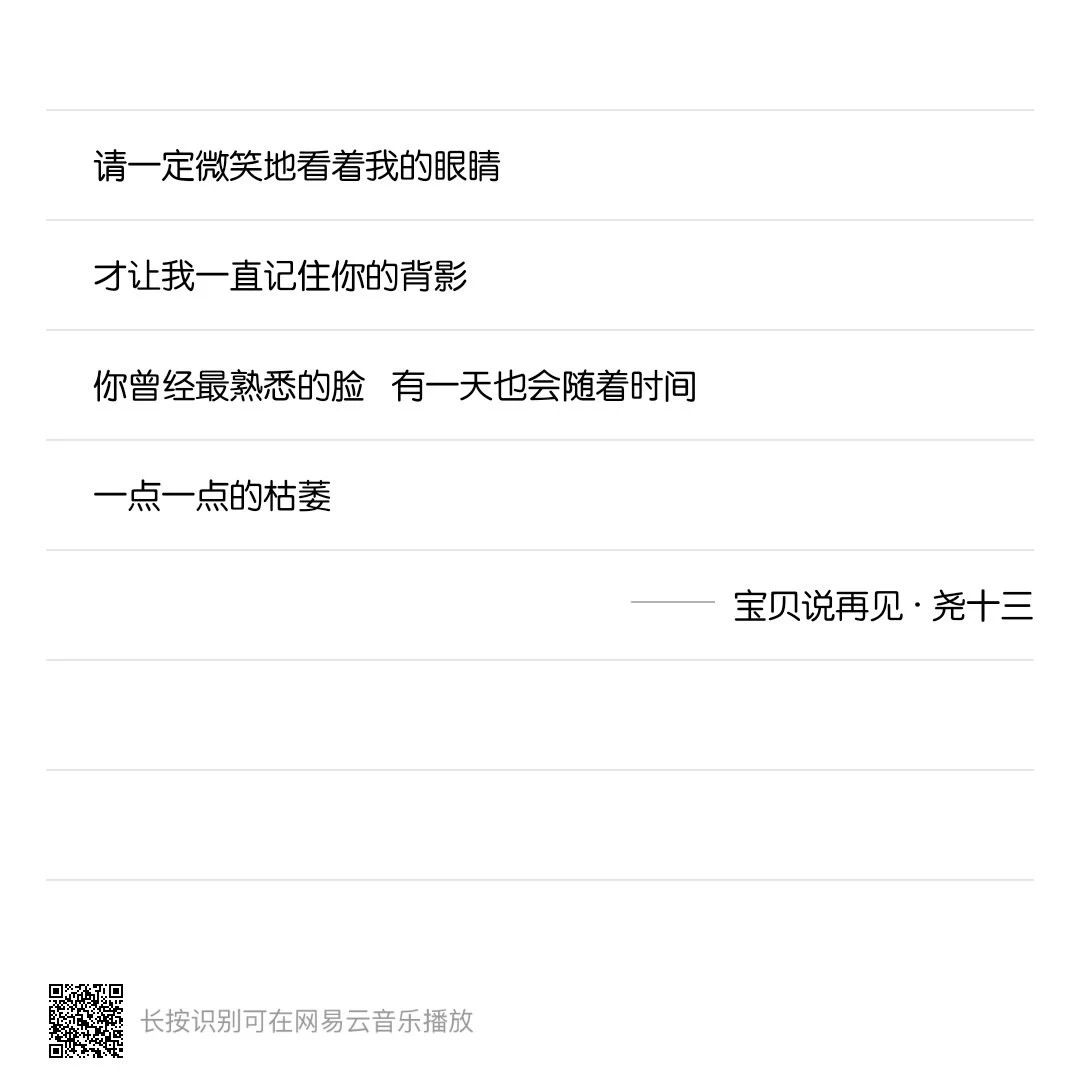 请一定微笑地看着我的眼睛
才让我一直记住你的背影
你曾经最熟悉的脸 有一天也会随着时间
一点一点的枯萎
—— 宝贝说再见 · 尧十三
长按识别可在网易云音乐播放